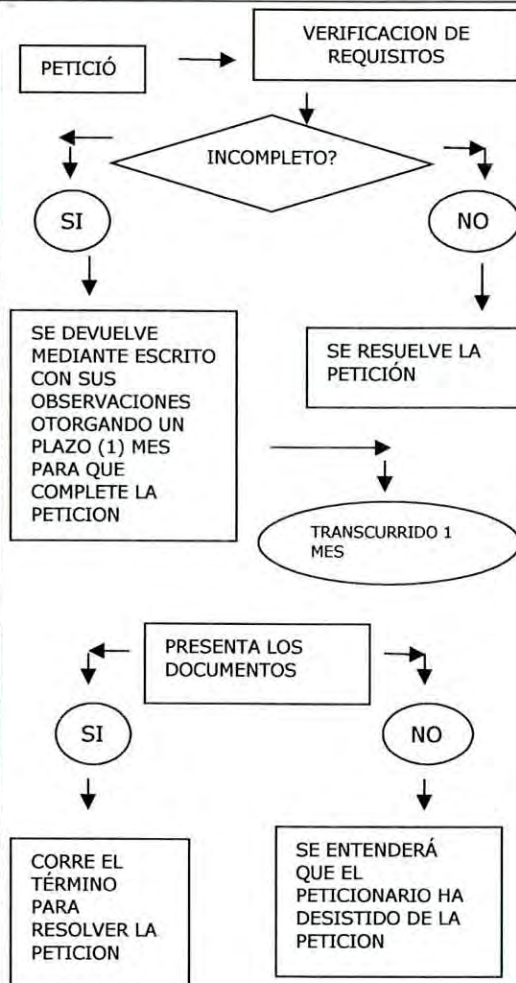 VERIFICACION DE
REQUISITOS
PETICIÓ
INCOMPLETO?
SI
NO
SE DEVUELVE
MEDIANTE ESCRITO
CON SUS
OBSERVACIONES
OTORGANDO UN
PLAZO (1) MES
PARA QUE
COMPLETE LA
PETICION
SE RESUELVE LA
PETICIÓN
TRANSCURRIDO 1
MES
PRESENTA LOS
DOCUMENTOS
SI
NO
CORRE EL
TÉRMINO
PARA
RESOLVER LA
PETICION
SE ENTENDERÁ
QUE EL
PETICIONARIO HA
DESISTIDO DE LA
PETICION